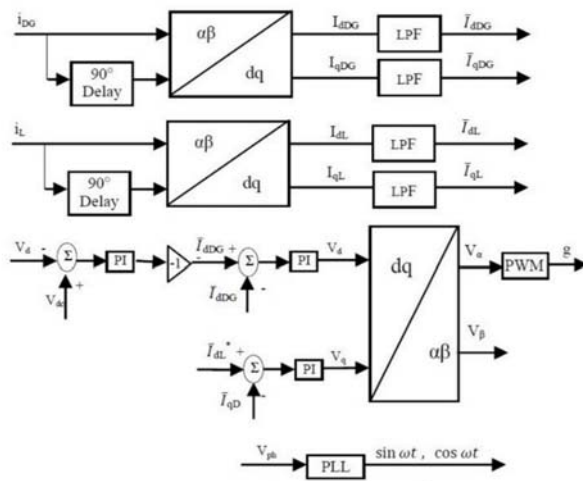 i_DG
αβ
dq
90°
Delay
I_dDG
LPF
Ī_dDG
I_qDG
LPF
Ī_qDG
i_L
αβ
dq
90°
Delay
I_dL
LPF
Ī_dL
I_qL
LPF
Ī_qL
V_d -
Σ
+
V_dc
PI
-1
Ī_dDG +
-
Σ
-
Ī_dDG
PI
V_d
dq
αβ
V_α
PWM
g
V_β
Ī_dL* +
Σ
-
Ī_qD
PI
V_q
V_ph
PLL
sin ωt , cos ωt